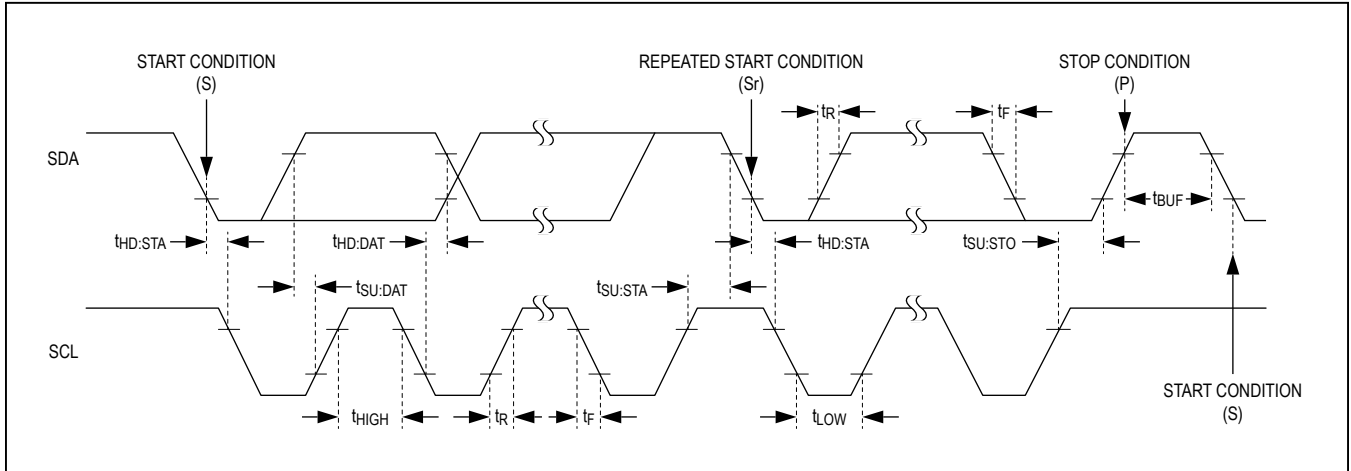 START CONDITION
(S)
REPEATED START CONDITION
(Sr)
STOP CONDITION
(P)
tR
tF
SDA
tBUF
tHD:STA
tHD:DAT
tHD:STA
tSU:STO
tSU:DAT
tSU:STA
SCL
tHIGH
tR
tF
tLOW
START CONDITION
(S)